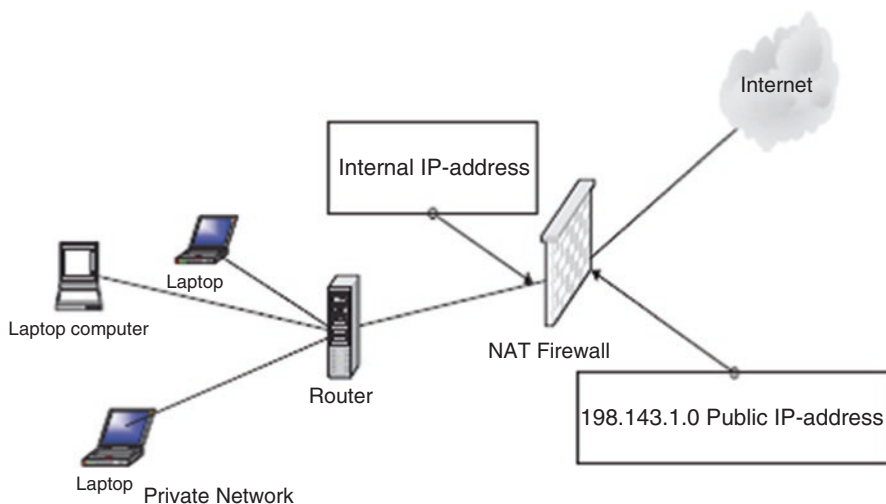 Internet
Internal IP-address
Laptop
Laptop computer
NAT Firewall
Router
198.143.1.0 Public IP-address
Laptop
Private Network